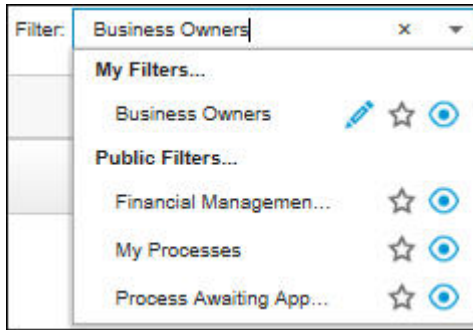 Filter: Business Owners
My Filters...
Business Owners
Public Filters...
Financial Managemen...
My Processes
Process Awaiting App...